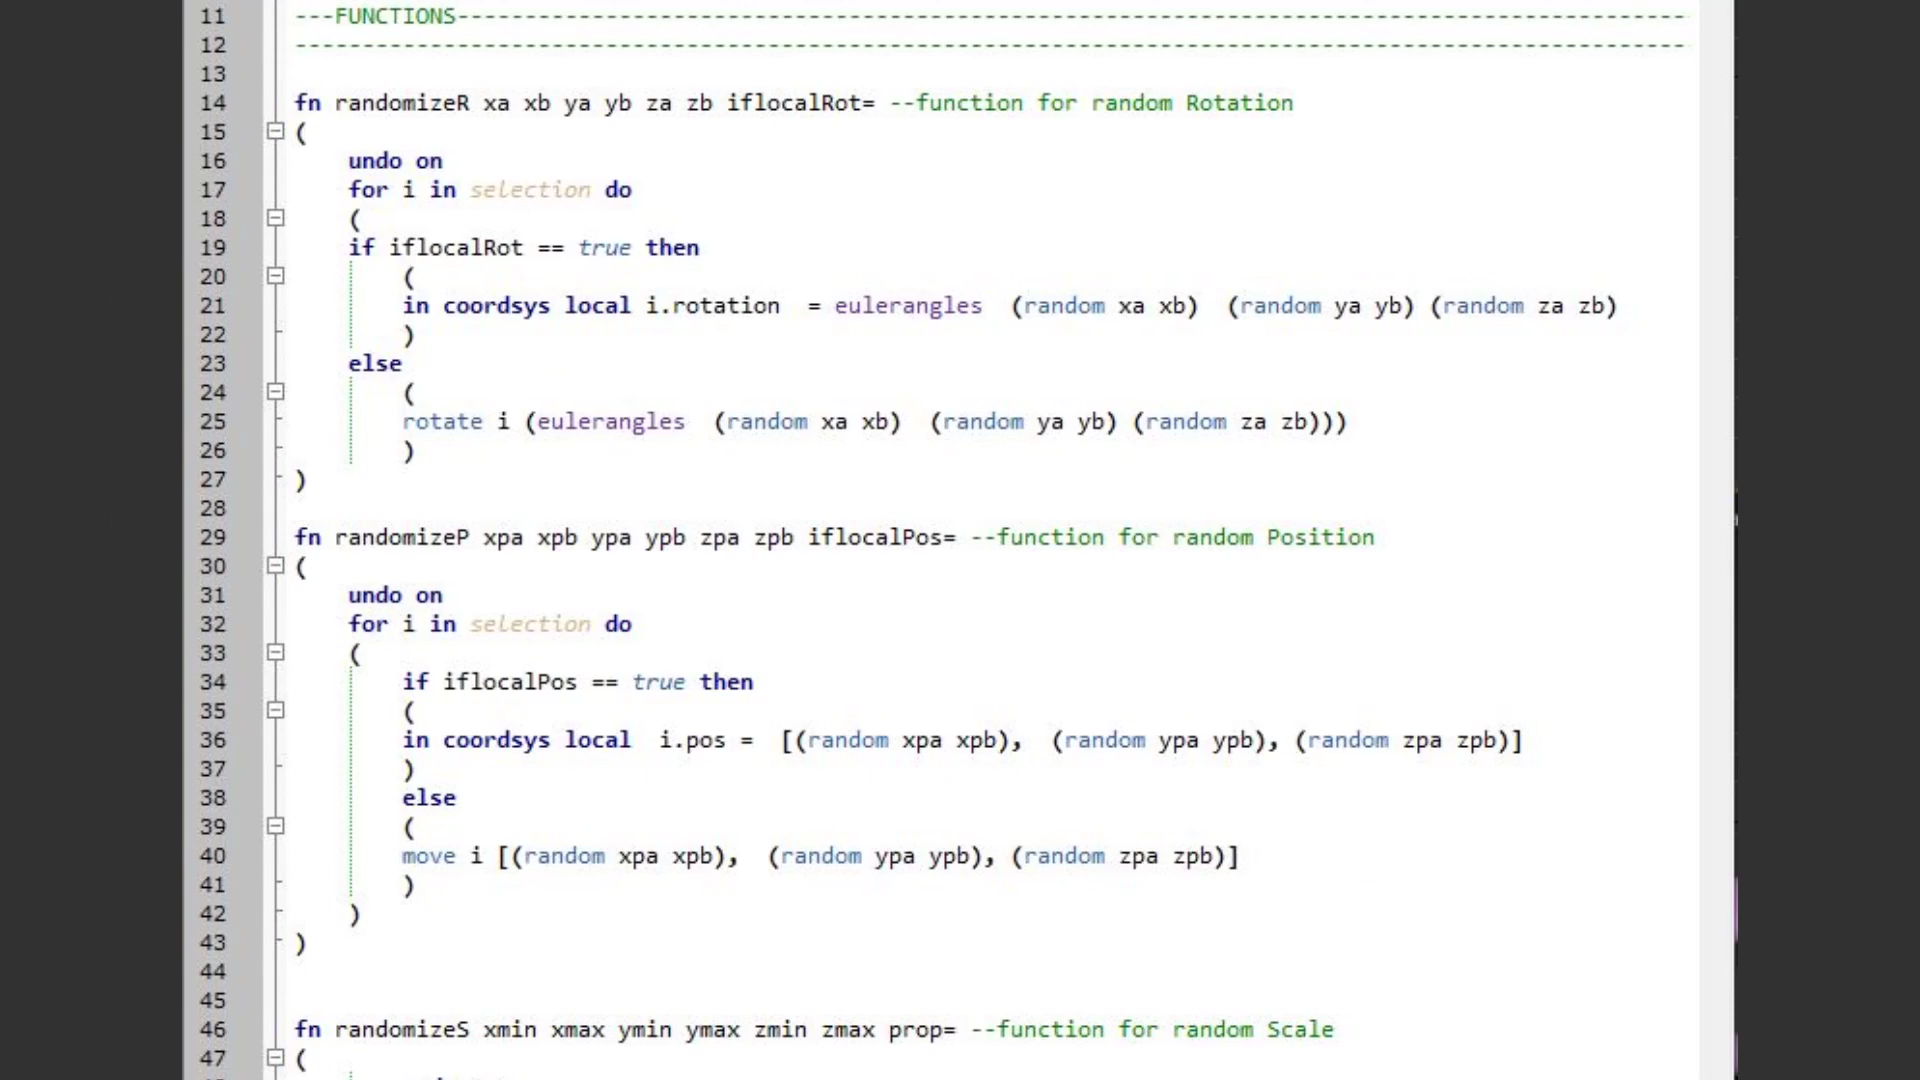 11 ---FUNCTIONS-------------------------------------------------------------------------------------------
12 -------------------------------------------------------------------------------------------------------
13
14 fn randomizeR xa xb ya yb za zb iflocalRot= --function for random Rotation
15 (
16     undo on
17     for i in selection do
18     (
19     if iflocalRot == true then
20         (
21         in coordsys local i.rotation  = eulerangles  (random xa xb)  (random ya yb) (random za zb)
22         )
23     else
24         (
25         rotate i (eulerangles  (random xa xb)  (random ya yb) (random za zb)))
26         )
27 )
28
29 fn randomizeP xpa xpb ypa ypb zpa zpb iflocalPos= --function for random Position
30 (
31     undo on
32     for i in selection do
33     (
34         if iflocalPos == true then
35         (
36         in coordsys local  i.pos =  [(random xpa xpb),  (random ypa ypb), (random zpa zpb)]
37         )
38         else
39         (
40         move i [(random xpa xpb),  (random ypa ypb), (random zpa zpb)]
41         )
42     )
43 )
44
45
46 fn randomizeS xmin xmax ymin ymax zmin zmax prop= --function for random Scale
47 (